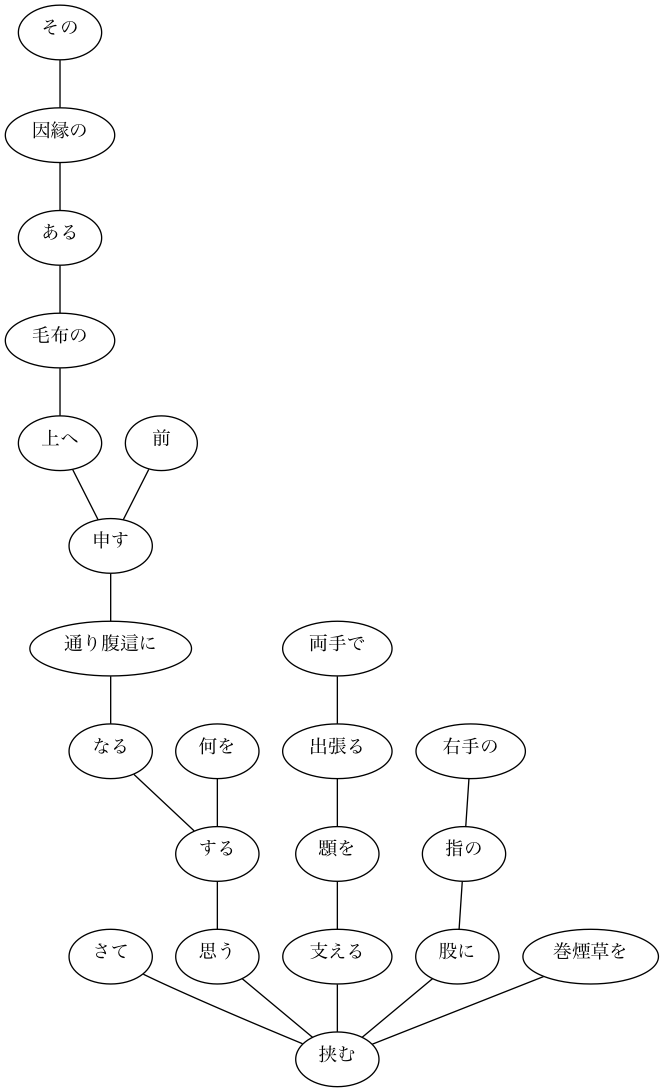 その
因縁の
ある
毛布の
上へ 前
申す
通り腹這に 両手で
なる 何を 出張る 右手の
する 顋を 指の
さて 思う 支える 股に 巻煙草を
挟む